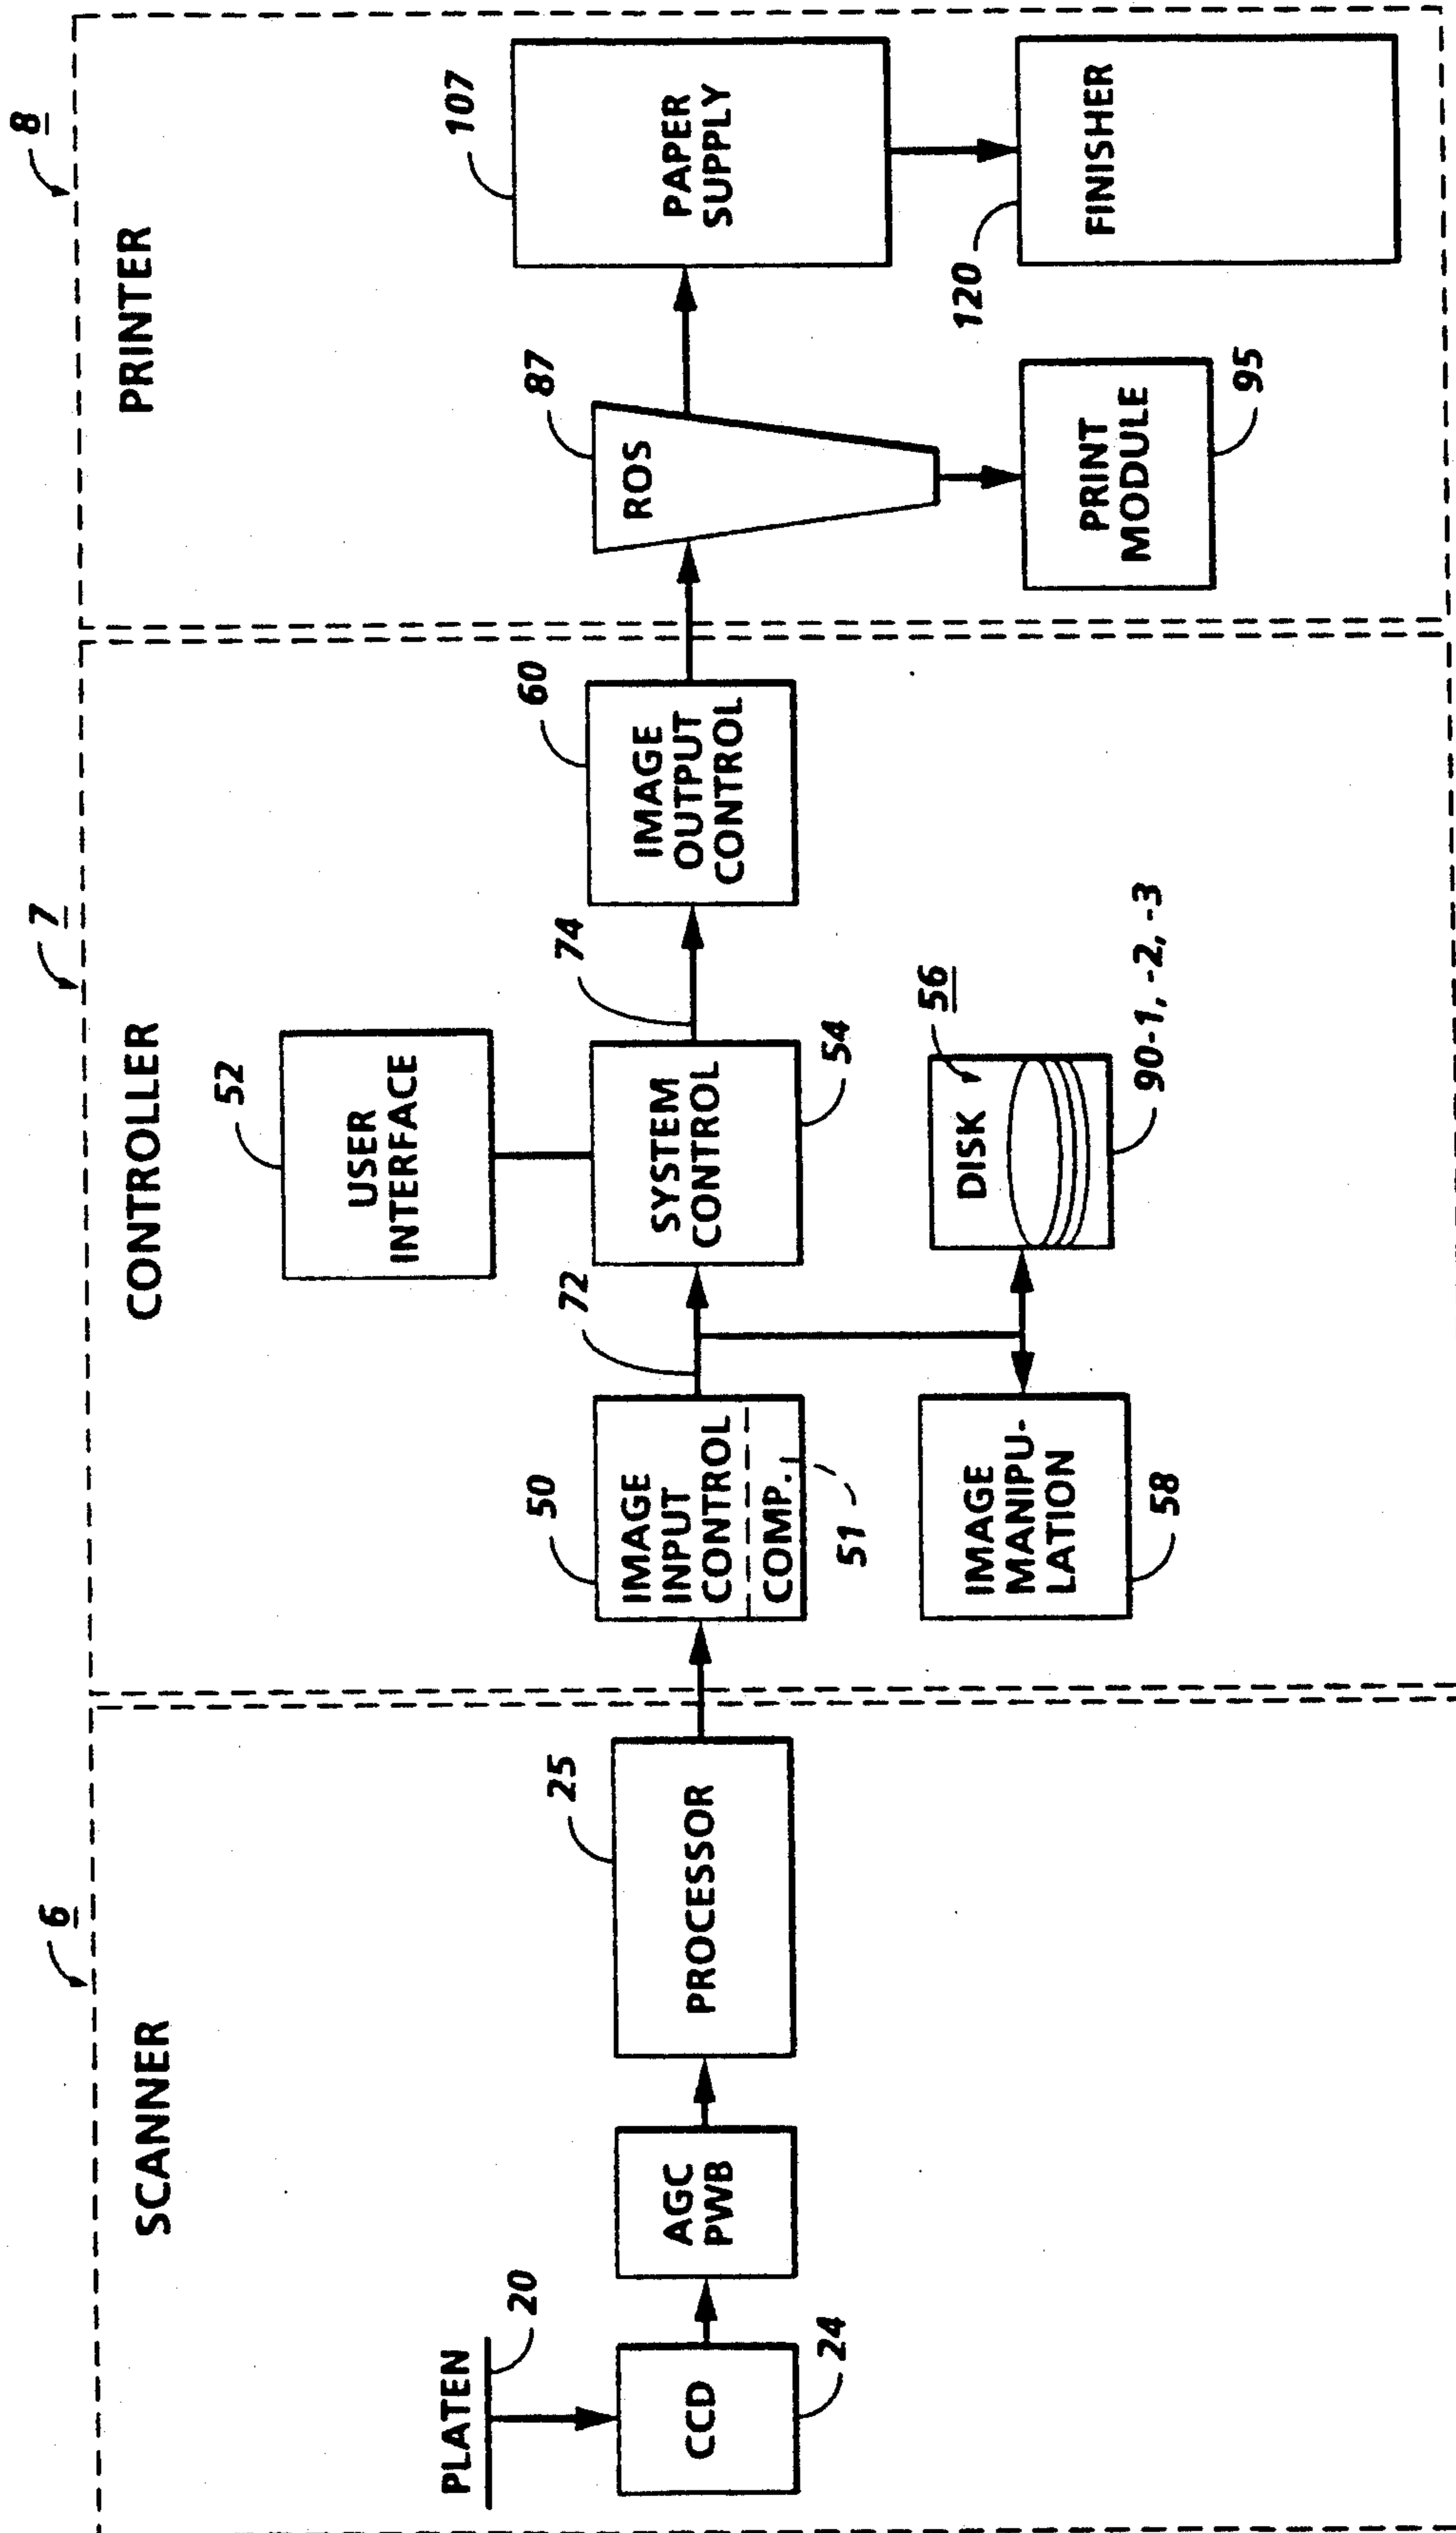 6
SCANNER
PLATEN
20
CCD
24
AGC
PWB
PROCESSOR
25
7
CONTROLLER
52
USER
INTERFACE
50
IMAGE
INPUT
CONTROL
COMP.
51
72
SYSTEM
CONTROL
54
74
IMAGE
OUTPUT
CONTROL
60
IMAGE
MANIPU-
LATION
58
DISK
56
90-1, -2, -3
8
PRINTER
ROS
87
PRINT
MODULE
95
107
PAPER
SUPPLY
120
FINISHER